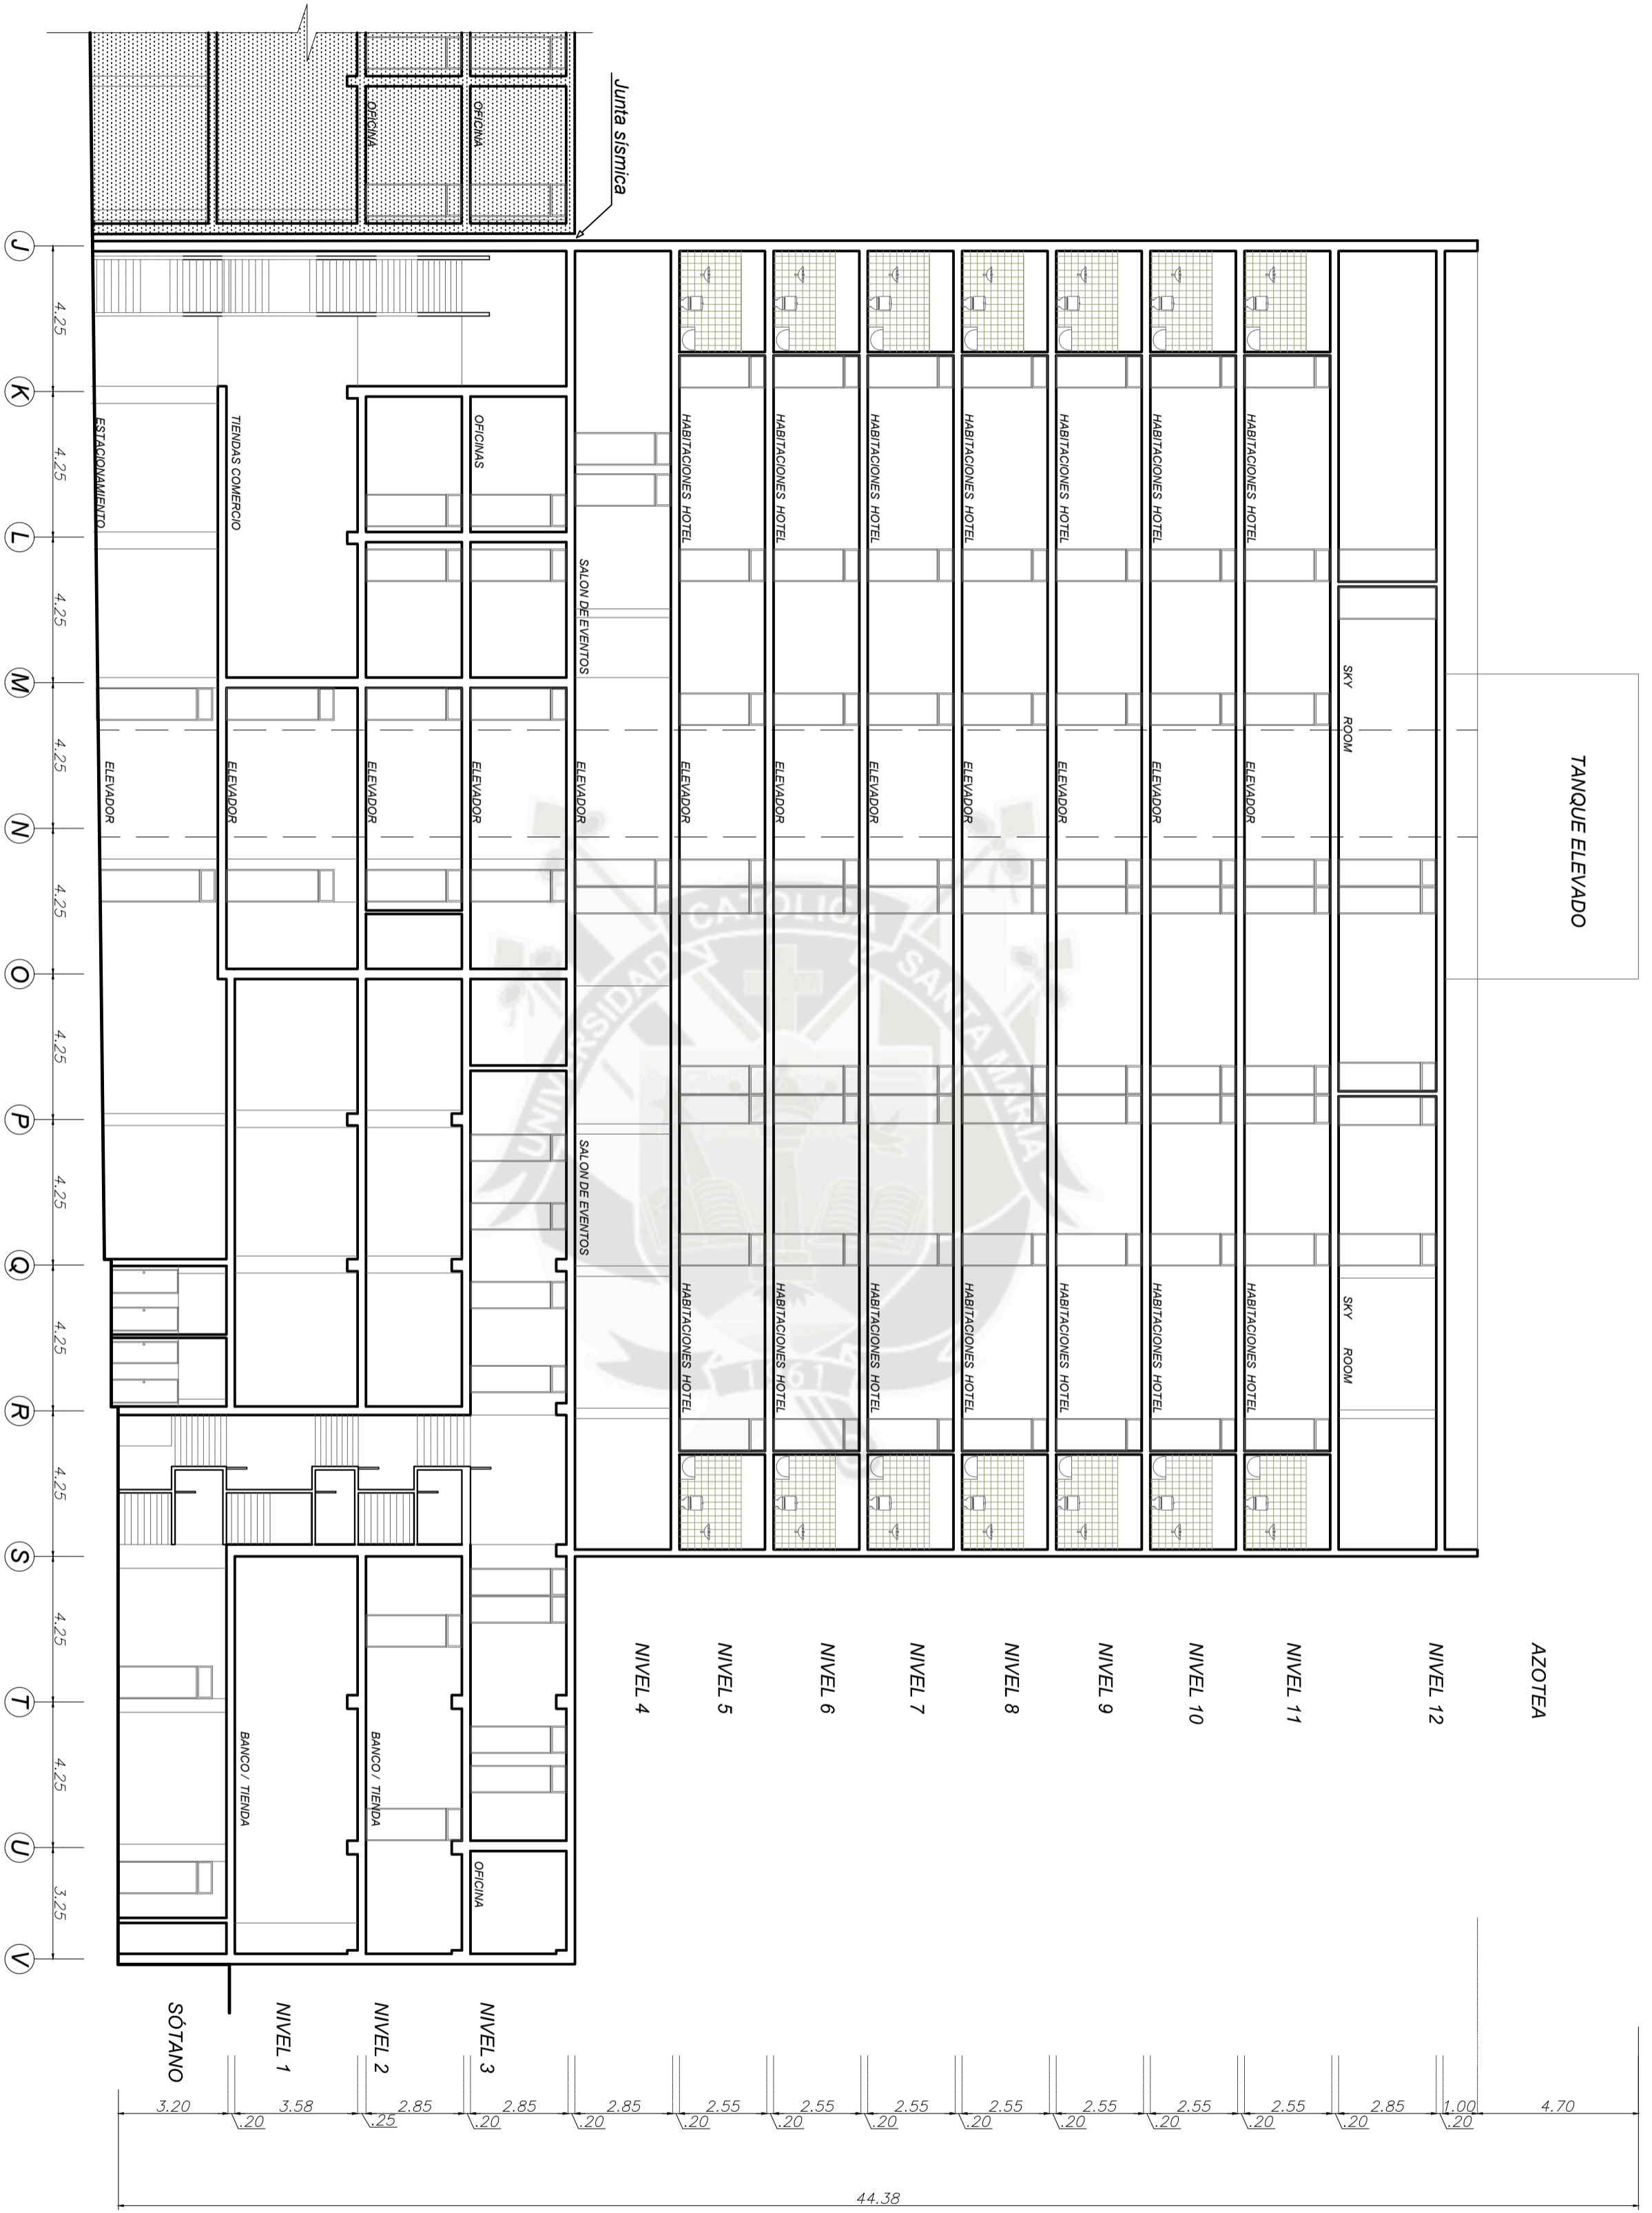 TANQUE ELEVADO
AZOTEA
SKY ROOM
SKY ROOM
NIVEL 12
HABITACIONES HOTEL
ELEVADOR
HABITACIONES HOTEL
NIVEL 11
HABITACIONES HOTEL
ELEVADOR
HABITACIONES HOTEL
NIVEL 10
HABITACIONES HOTEL
ELEVADOR
HABITACIONES HOTEL
NIVEL 9
HABITACIONES HOTEL
ELEVADOR
HABITACIONES HOTEL
NIVEL 8
HABITACIONES HOTEL
ELEVADOR
HABITACIONES HOTEL
NIVEL 7
HABITACIONES HOTEL
ELEVADOR
HABITACIONES HOTEL
NIVEL 6
HABITACIONES HOTEL
ELEVADOR
HABITACIONES HOTEL
NIVEL 5
Junta sísmica
SALON DE EVENTOS
ELEVADOR
SALON DE EVENTOS
NIVEL 4
OFICINA
OFICINAS
ELEVADOR
OFICINA
NIVEL 3
OFICINA
ELEVADOR
BANCO / TIENDA
NIVEL 2
TIENDAS COMERCIO
ELEVADOR
BANCO / TIENDA
NIVEL 1
ESTACIONAMIENTO
ELEVADOR
SÓTANO
4.25 4.25 4.25 4.25 4.25 4.25 4.25 4.25 4.25 4.25 4.25 3.25
J K L M N O P Q R S T U V
4.70
1.00
.20
2.85
.20
2.55
.20
2.55
.20
2.55
.20
2.55
.20
2.55
.20
2.55
.20
2.55
.20
2.85
.20
2.85
.20
2.85
.25
3.58
.20
3.20
44.38
UNIVERSIDAD CATOLICA SANTA MARIA
1961